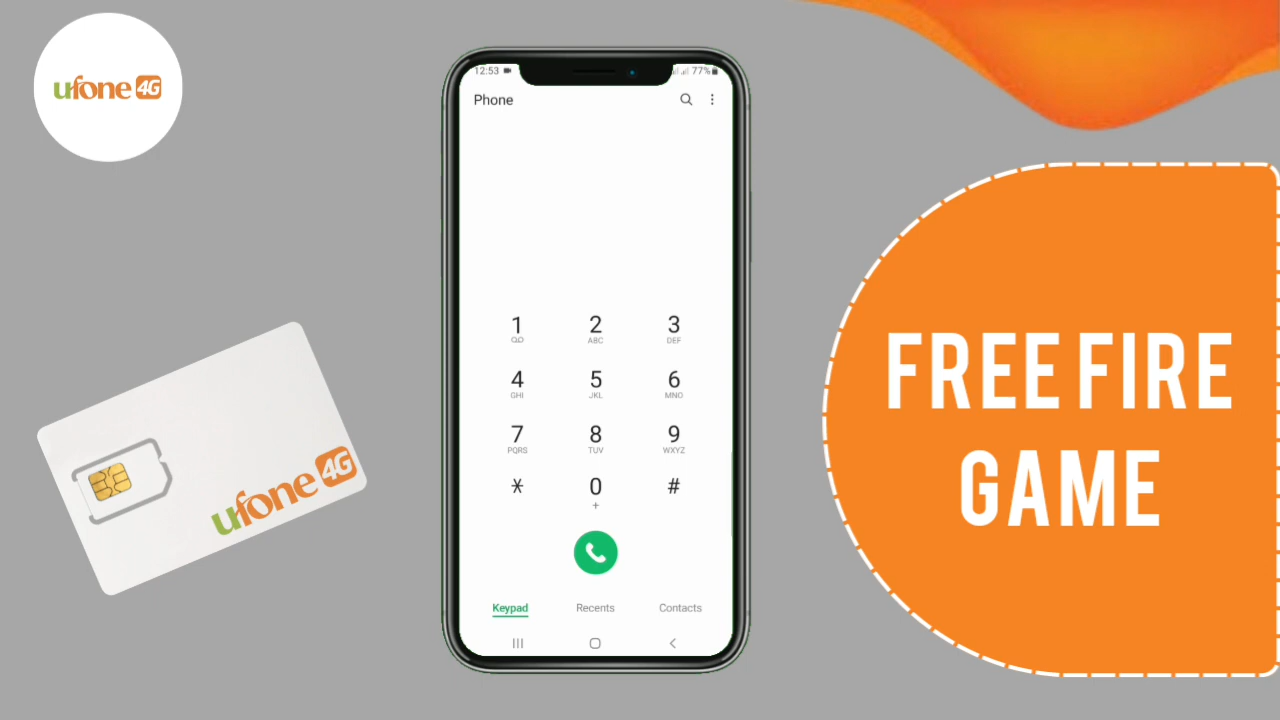 ufone 4G
12:53
77%
Phone
1
2 ABC
3 DEF
4 GHI
5 JKL
6 MNO
7 PQRS
8 TUV
9 WXYZ
*
0 +
#
Keypad
Recents
Contacts
ufone 4G
FREE FIRE
GAME